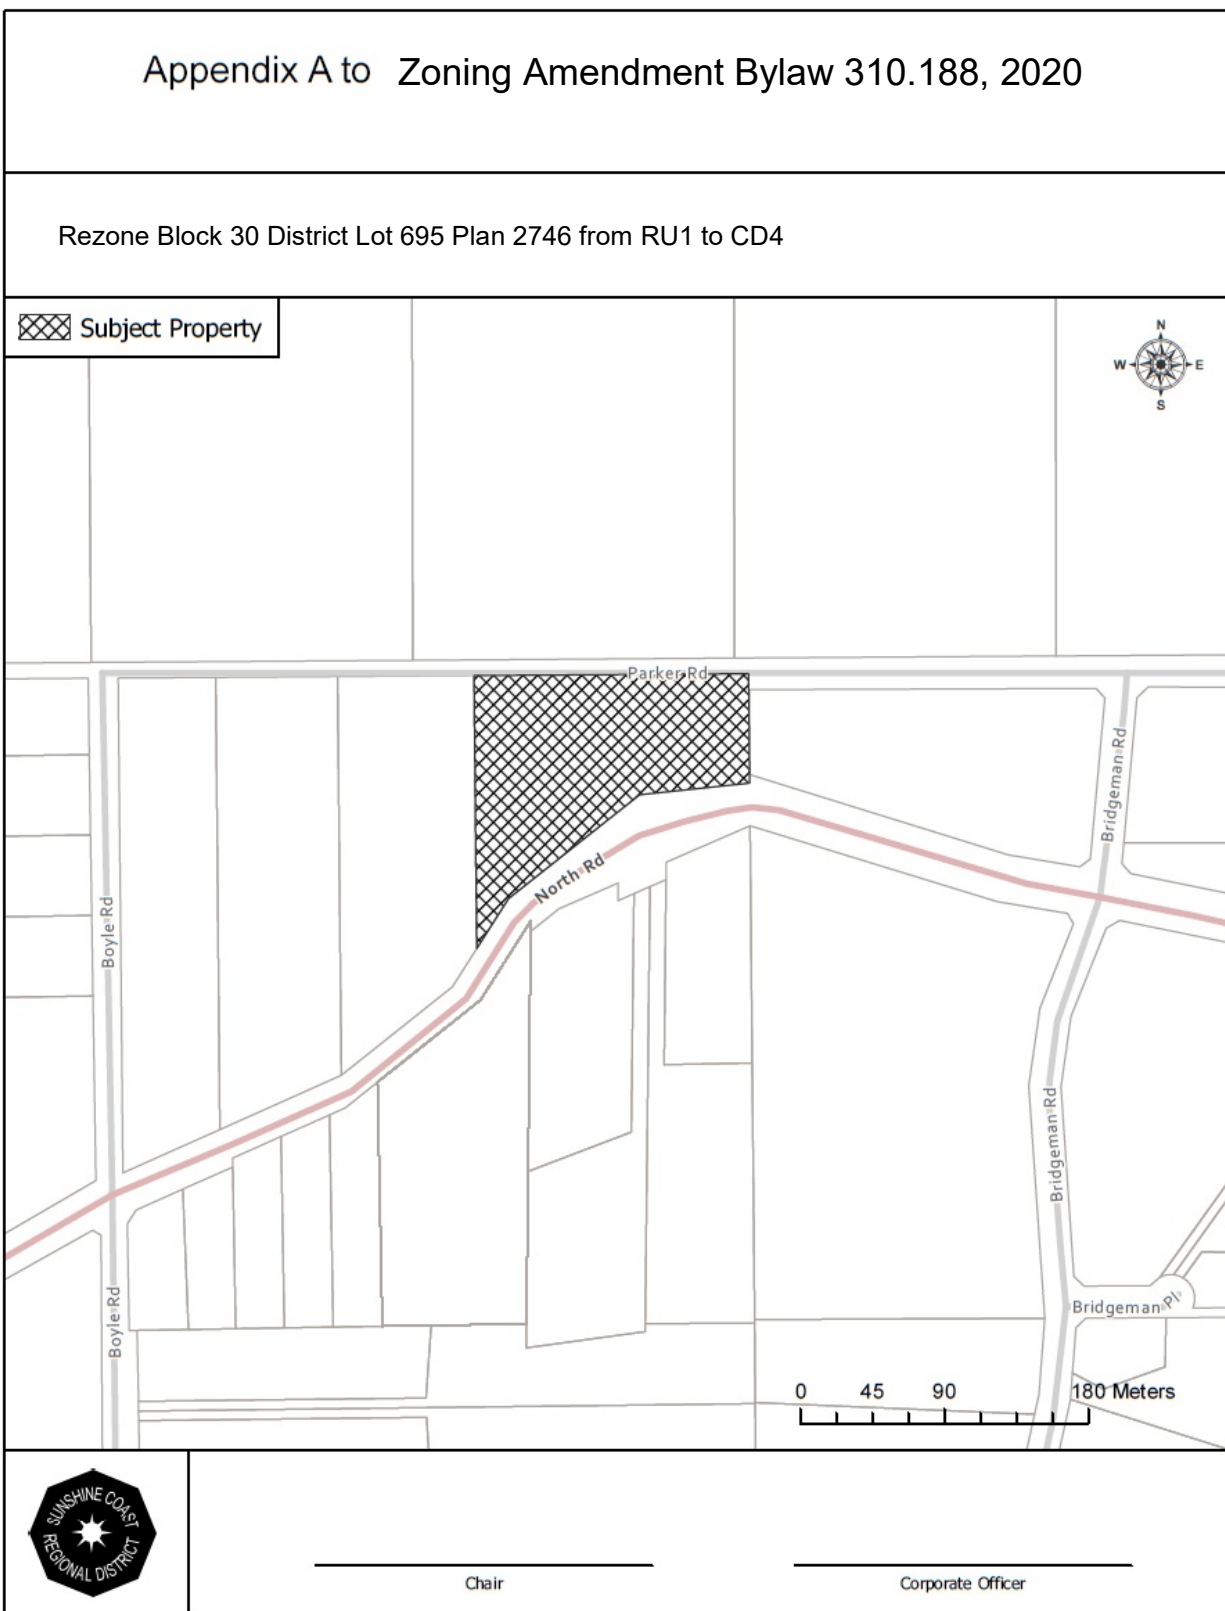 Appendix A to Zoning Amendment Bylaw 310.188, 2020
Rezone Block 30 District Lot 695 Plan 2746 from RU1 to CD4
Subject Property
N
W E
S
Parker Rd
Bridgeman Rd
North Rd
Boyle Rd
Bridgeman Rd
Boyle Rd
Bridgeman Pl
0 45 90 180 Meters
SUNSHINE COAST
REGIONAL DISTRICT
Chair
Corporate Officer